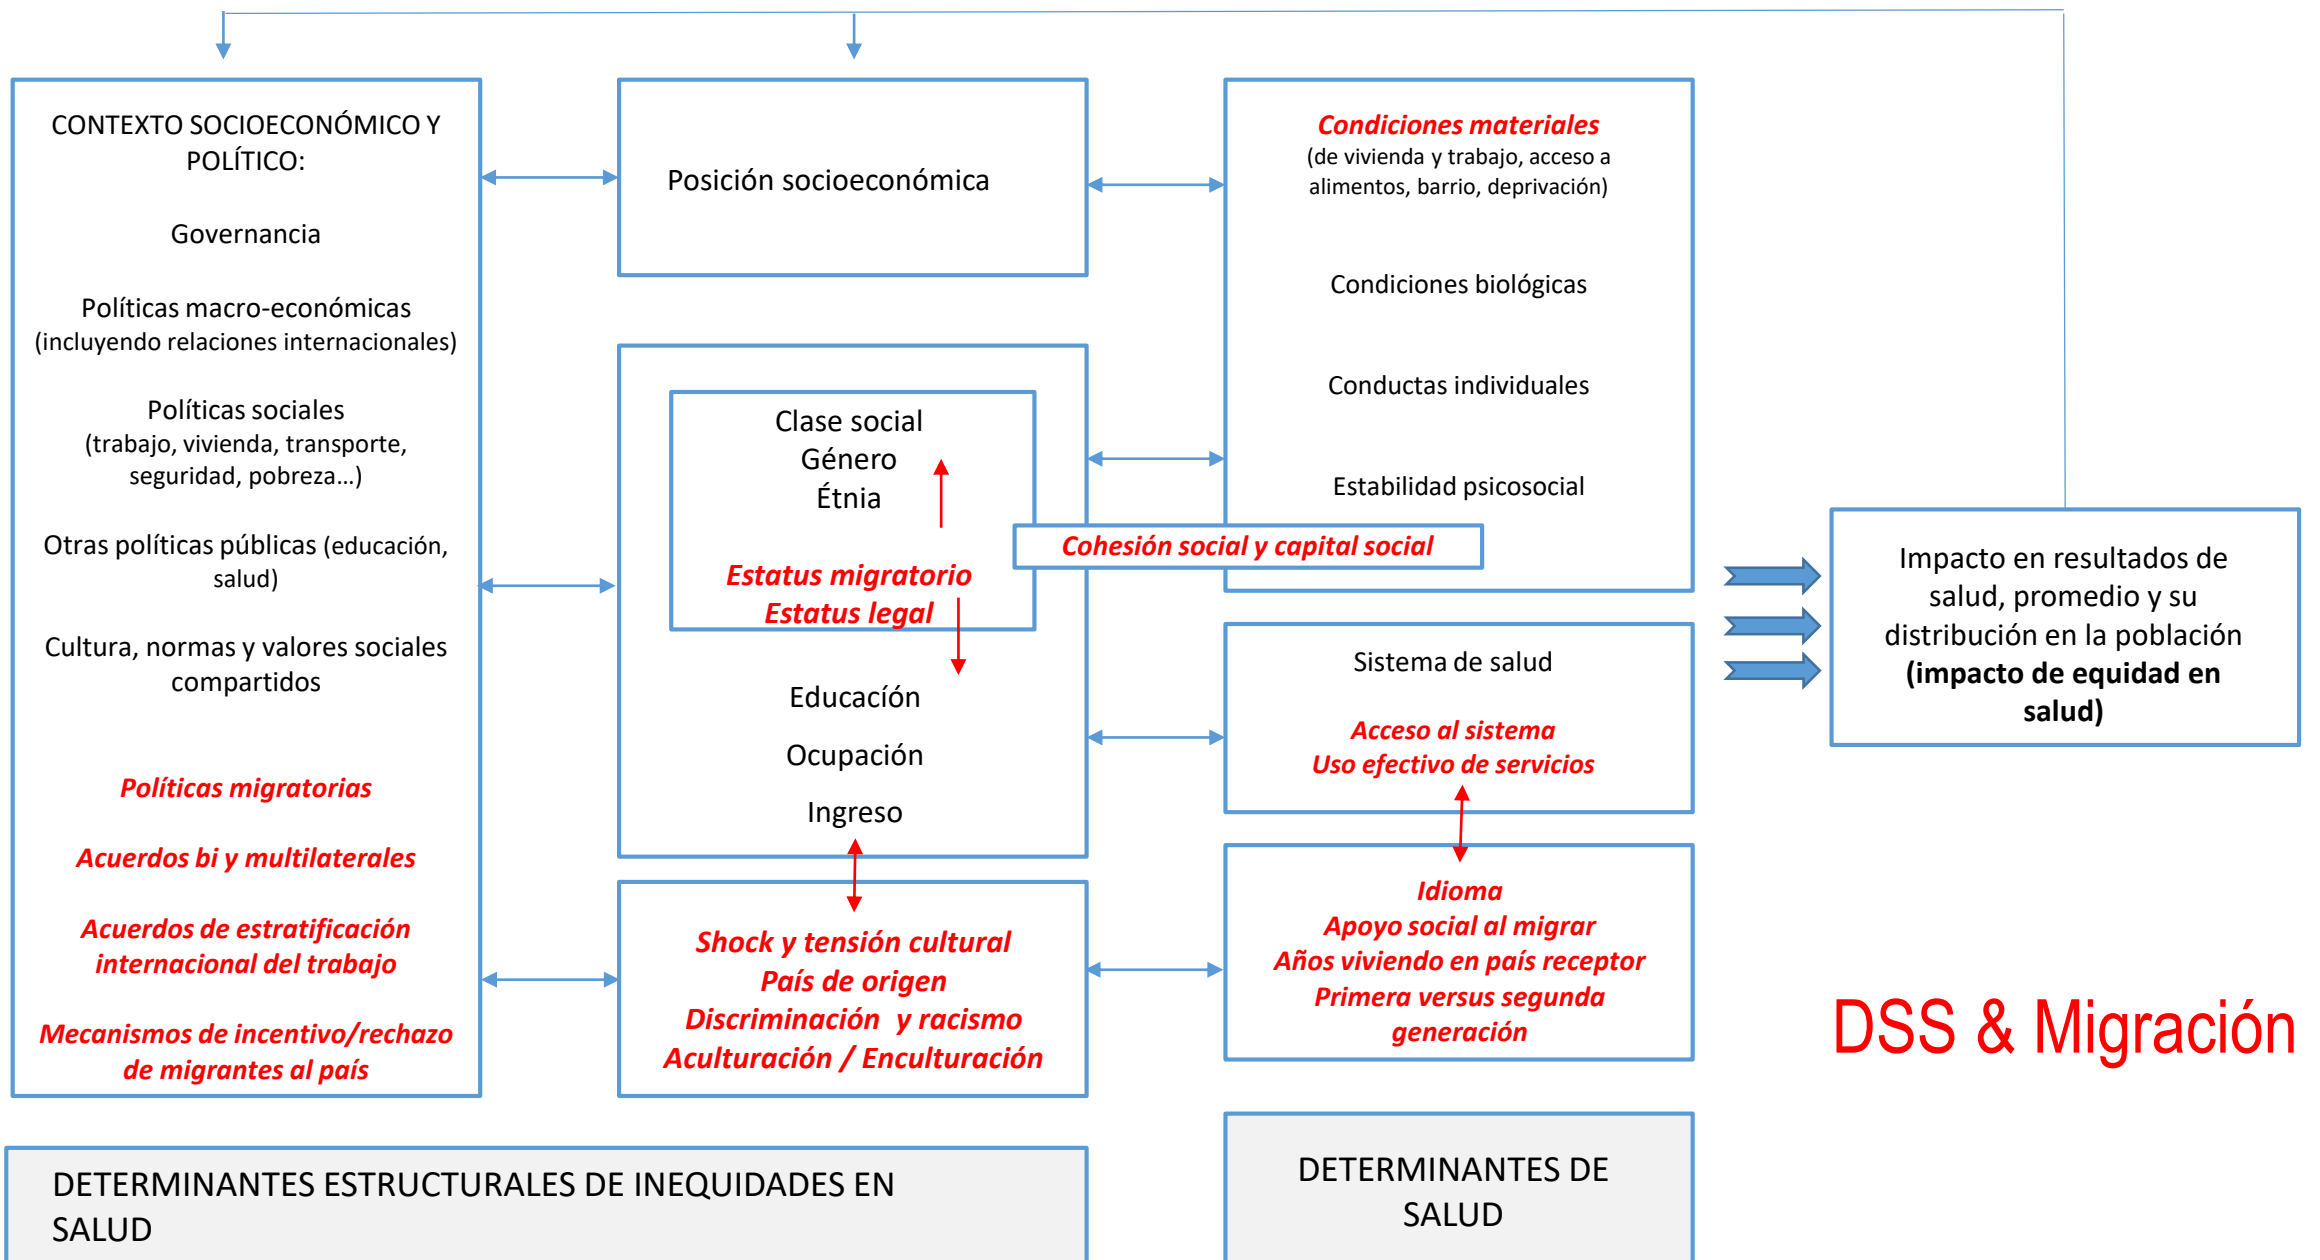 CONTEXTO SOCIOECONÓMICO Y
POLÍTICO:
Governancia
Políticas macro-económicas
(incluyendo relaciones internacionales)
Políticas sociales
(trabajo, vivienda, transporte,
seguridad, pobreza…)
Otras políticas públicas (educación,
salud)
Cultura, normas y valores sociales
compartidos
Políticas migratorias
Acuerdos bi y multilaterales
Acuerdos de estratificación
internacional del trabajo
Mecanismos de incentivo/rechazo
de migrantes al país
Posición socioeconómica
Clase social
Género
Étnia
Estatus migratorio
Estatus legal
Educacíón
Ocupación
Ingreso
Shock y tensión cultural
País de origen
Discriminación y racismo
Aculturación / Enculturación
Condiciones materiales
(de vivienda y trabajo, acceso a
alimentos, barrio, deprivación)
Condiciones biológicas
Conductas individuales
Estabilidad psicosocial
Cohesión social y capital social
Sistema de salud
Acceso al sistema
Uso efectivo de servicios
Idioma
Apoyo social al migrar
Años viviendo en país receptor
Primera versus segunda
generación
Impacto en resultados de
salud, promedio y su
distribución en la población
(impacto de equidad en
salud)
DSS & Migración
DETERMINANTES ESTRUCTURALES DE INEQUIDADES EN
SALUD
DETERMINANTES DE
SALUD